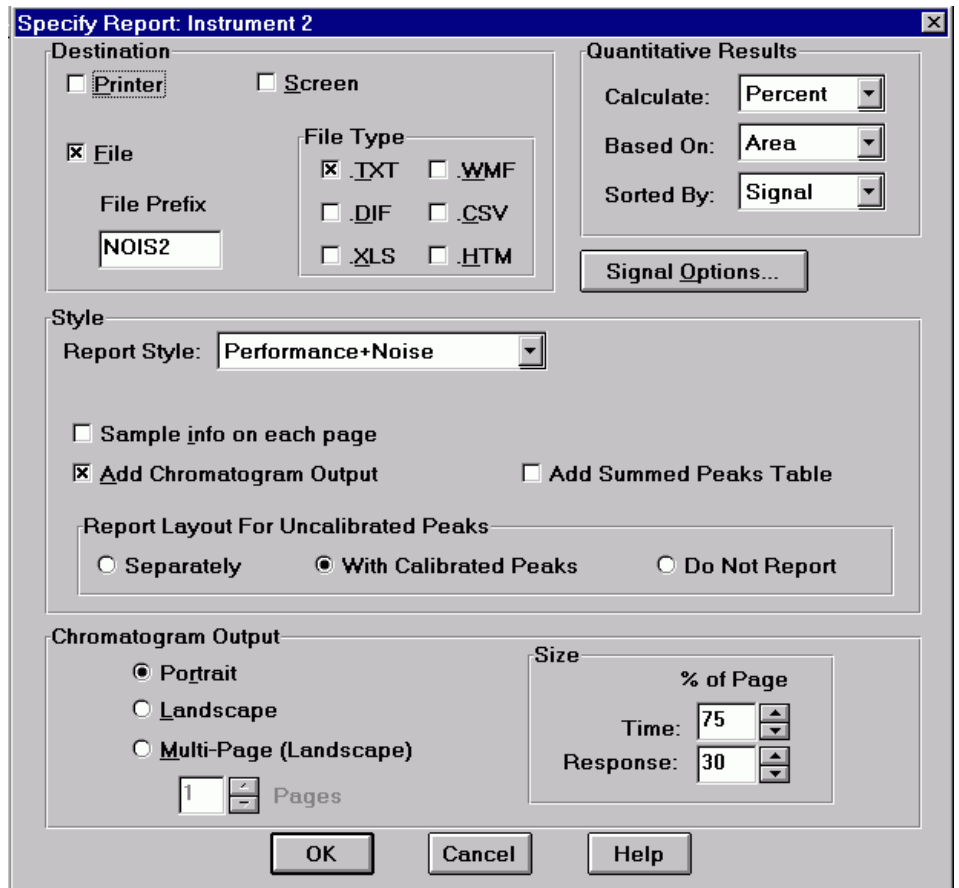 Specify Report: Instrument 2
Destination
Printer
Screen
File
File Prefix
NOIS2
File Type
.TXT
.WMF
.DIF
.CSV
.XLS
.HTM
Quantitative Results
Calculate: Percent
Based On: Area
Sorted By: Signal
Signal Options...
Style
Report Style: Performance+Noise
Sample info on each page
Add Chromatogram Output
Add Summed Peaks Table
Report Layout For Uncalibrated Peaks
Separately
With Calibrated Peaks
Do Not Report
Chromatogram Output
Portrait
Landscape
Multi-Page (Landscape)
1 Pages
Size
% of Page
Time: 75
Response: 30
OK
Cancel
Help